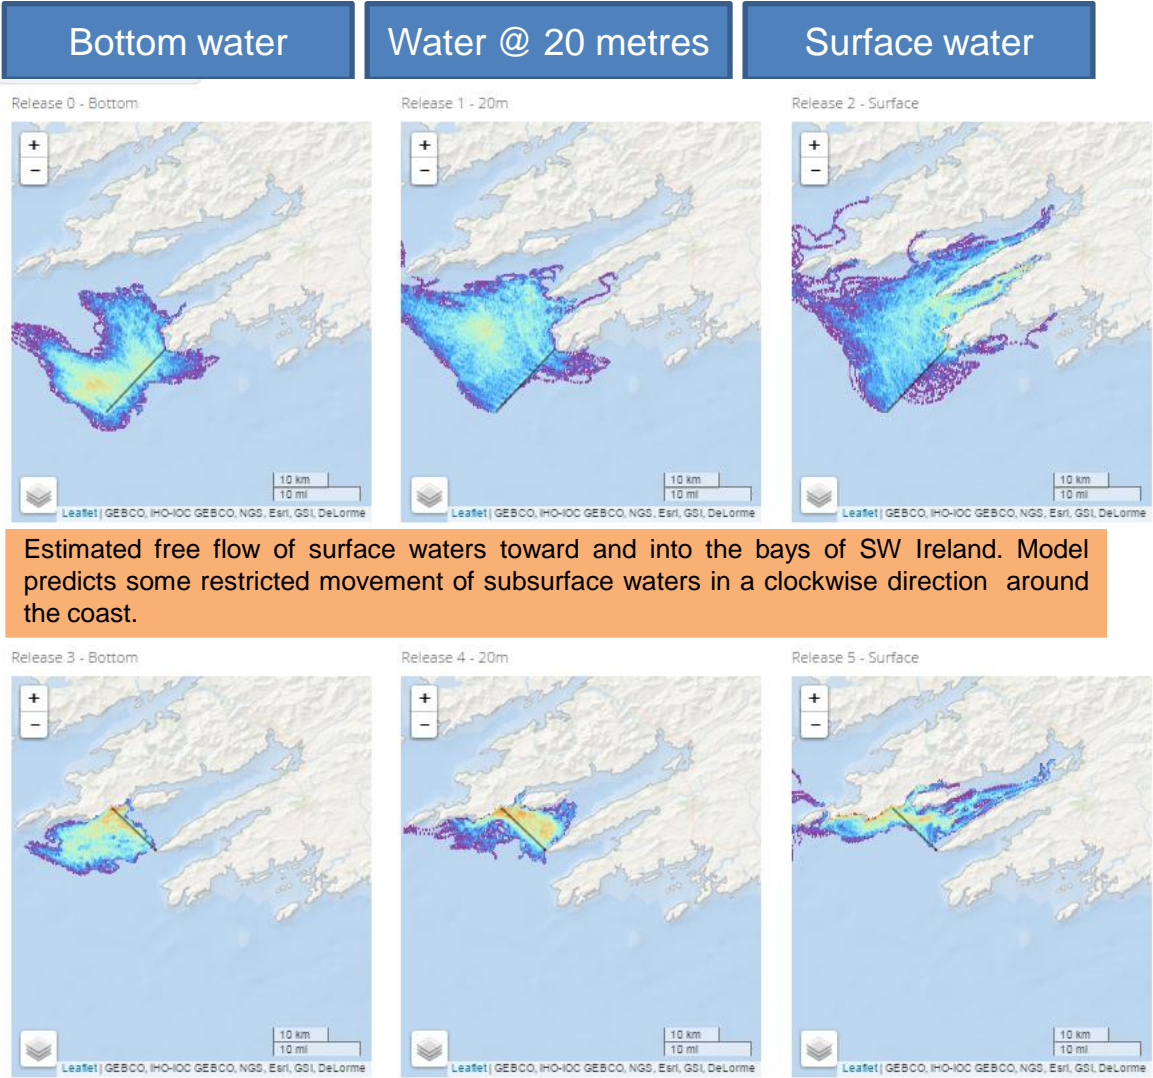 Bottom water
Water @ 20 metres
Surface water
Release 0 - Bottom
Release 1 - 20m
Release 2 - Surface
+
−
+
−
+
−
10 km
10 mi
10 km
10 mi
10 km
10 mi
Leaflet | GEBCO, IHO-IOC GEBCO, NGS, Esri, GSI, DeLorme
Leaflet | GEBCO, IHO-IOC GEBCO, NGS, Esri, GSI, DeLorme
Leaflet | GEBCO, IHO-IOC GEBCO, NGS, Esri, GSI, DeLorme
Estimated free flow of surface waters toward and into the bays of SW Ireland. Model
predicts some restricted movement of subsurface waters in a clockwise direction around
the coast.
Release 3 - Bottom
Release 4 - 20m
Release 5 - Surface
+
−
+
−
+
−
10 km
10 mi
10 km
10 mi
10 km
10 mi
Leaflet | GEBCO, IHO-IOC GEBCO, NGS, Esri, GSI, DeLorme
Leaflet | GEBCO, IHO-IOC GEBCO, NGS, Esri, GSI, DeLorme
Leaflet | GEBCO, IHO-IOC GEBCO, NGS, Esri, GSI, DeLorme